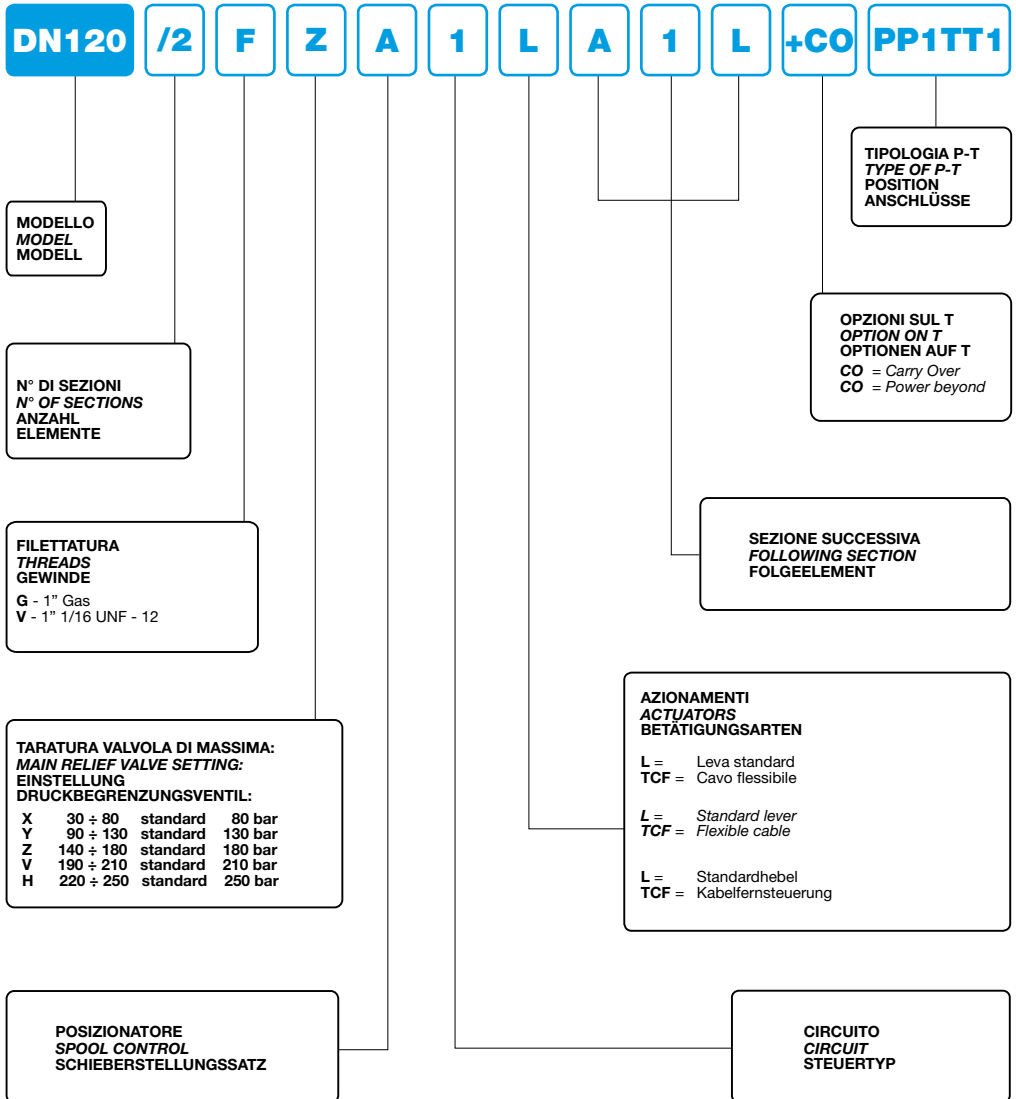 DN120 /2 F Z A 1 L A 1 L +CO PP1TT1
TIPOLOGIA P-T
TYPE OF P-T
POSITION
ANSCHLÜSSE
MODELLO
MODEL
MODELL
OPZIONI SUL T
OPTION ON T
OPTIONEN AUF T
CO = Carry Over
CO = Power beyond
N° DI SEZIONI
N° OF SECTIONS
ANZAHL
ELEMENTE
SEZIONE SUCCESSIVA
FOLLOWING SECTION
FOLGEELEMENT
FILETTATURA
THREADS
GEWINDE
G - 1” Gas
V - 1” 1/16 UNF - 12
AZIONAMENTI
ACTUATORS
BETÄTIGUNGSARTEN
L = Leva standard
TCF = Cavo flessibile
L = Standard lever
TCF = Flexible cable
L = Standardhebel
TCF = Kabelfernsteuerung
TARATURA VALVOLA DI MASSIMA:
MAIN RELIEF VALVE SETTING:
EINSTELLUNG
DRUCKBEGRENZUNGSVENTIL:
X 30 ÷ 80 standard 80 bar
Y 90 ÷ 130 standard 130 bar
Z 140 ÷ 180 standard 180 bar
V 190 ÷ 210 standard 210 bar
H 220 ÷ 250 standard 250 bar
POSIZIONATORE
SPOOL CONTROL
SCHIEBERSTELLUNGSSATZ
CIRCUITO
CIRCUIT
STEUERTYP